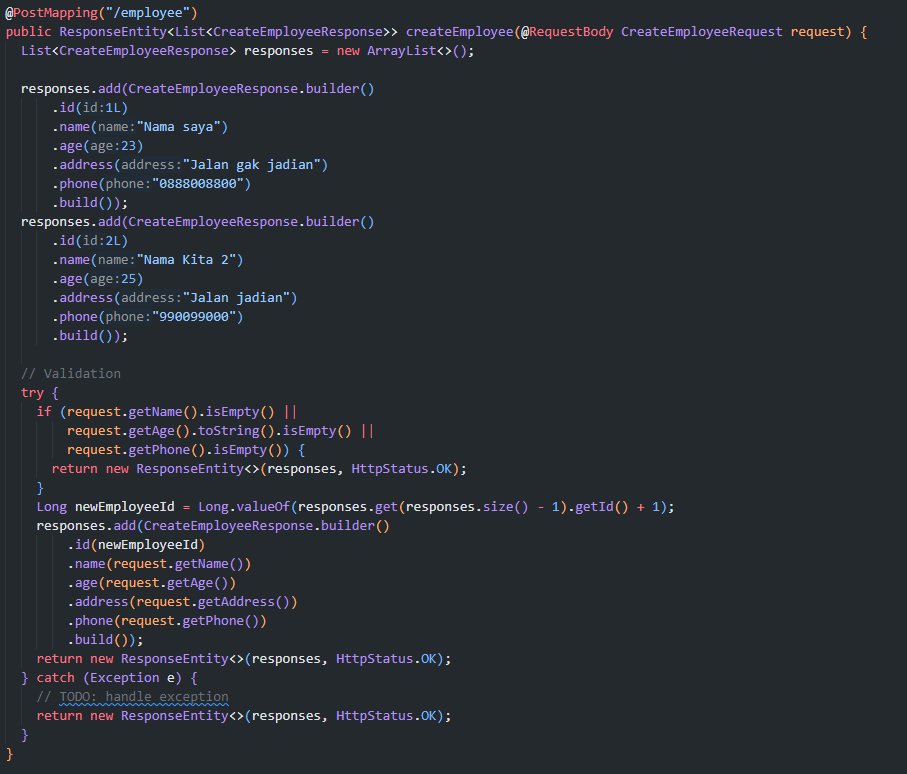 @PostMapping("/employee")
public ResponseEntity<List<CreateEmployeeResponse>> createEmployee(@RequestBody CreateEmployeeRequest request) {
  List<CreateEmployeeResponse> responses = new ArrayList<>();

  responses.add(CreateEmployeeResponse.builder()
      .id(id:1L)
      .name(name:"Nama saya")
      .age(age:23)
      .address(address:"Jalan gak jadian")
      .phone(phone:"0888008800")
      .build());
  responses.add(CreateEmployeeResponse.builder()
      .id(id:2L)
      .name(name:"Nama Kita 2")
      .age(age:25)
      .address(address:"Jalan jadian")
      .phone(phone:"990099000")
      .build());

  // Validation
  try {
    if (request.getName().isEmpty() ||
        request.getAge().toString().isEmpty() ||
        request.getPhone().isEmpty()) {
      return new ResponseEntity<>(responses, HttpStatus.OK);
    }
    Long newEmployeeId = Long.valueOf(responses.get(responses.size() - 1).getId() + 1);
    responses.add(CreateEmployeeResponse.builder()
        .id(newEmployeeId)
        .name(request.getName())
        .age(request.getAge())
        .address(request.getAddress())
        .phone(request.getPhone())
        .build());
    return new ResponseEntity<>(responses, HttpStatus.OK);
  } catch (Exception e) {
    // TODO: handle exception
    return new ResponseEntity<>(responses, HttpStatus.OK);
  }
}